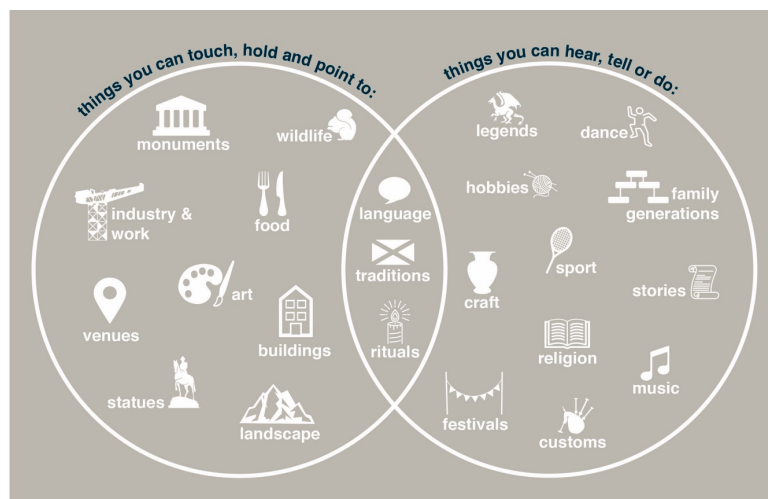 things you can touch, hold and point to:
things you can hear, tell or do:
monuments
wildlife
industry &
work
food
venues
art
buildings
statues
landscape
language
traditions
rituals
legends
dance
hobbies
family
generations
craft
sport
stories
religion
music
festivals
customs